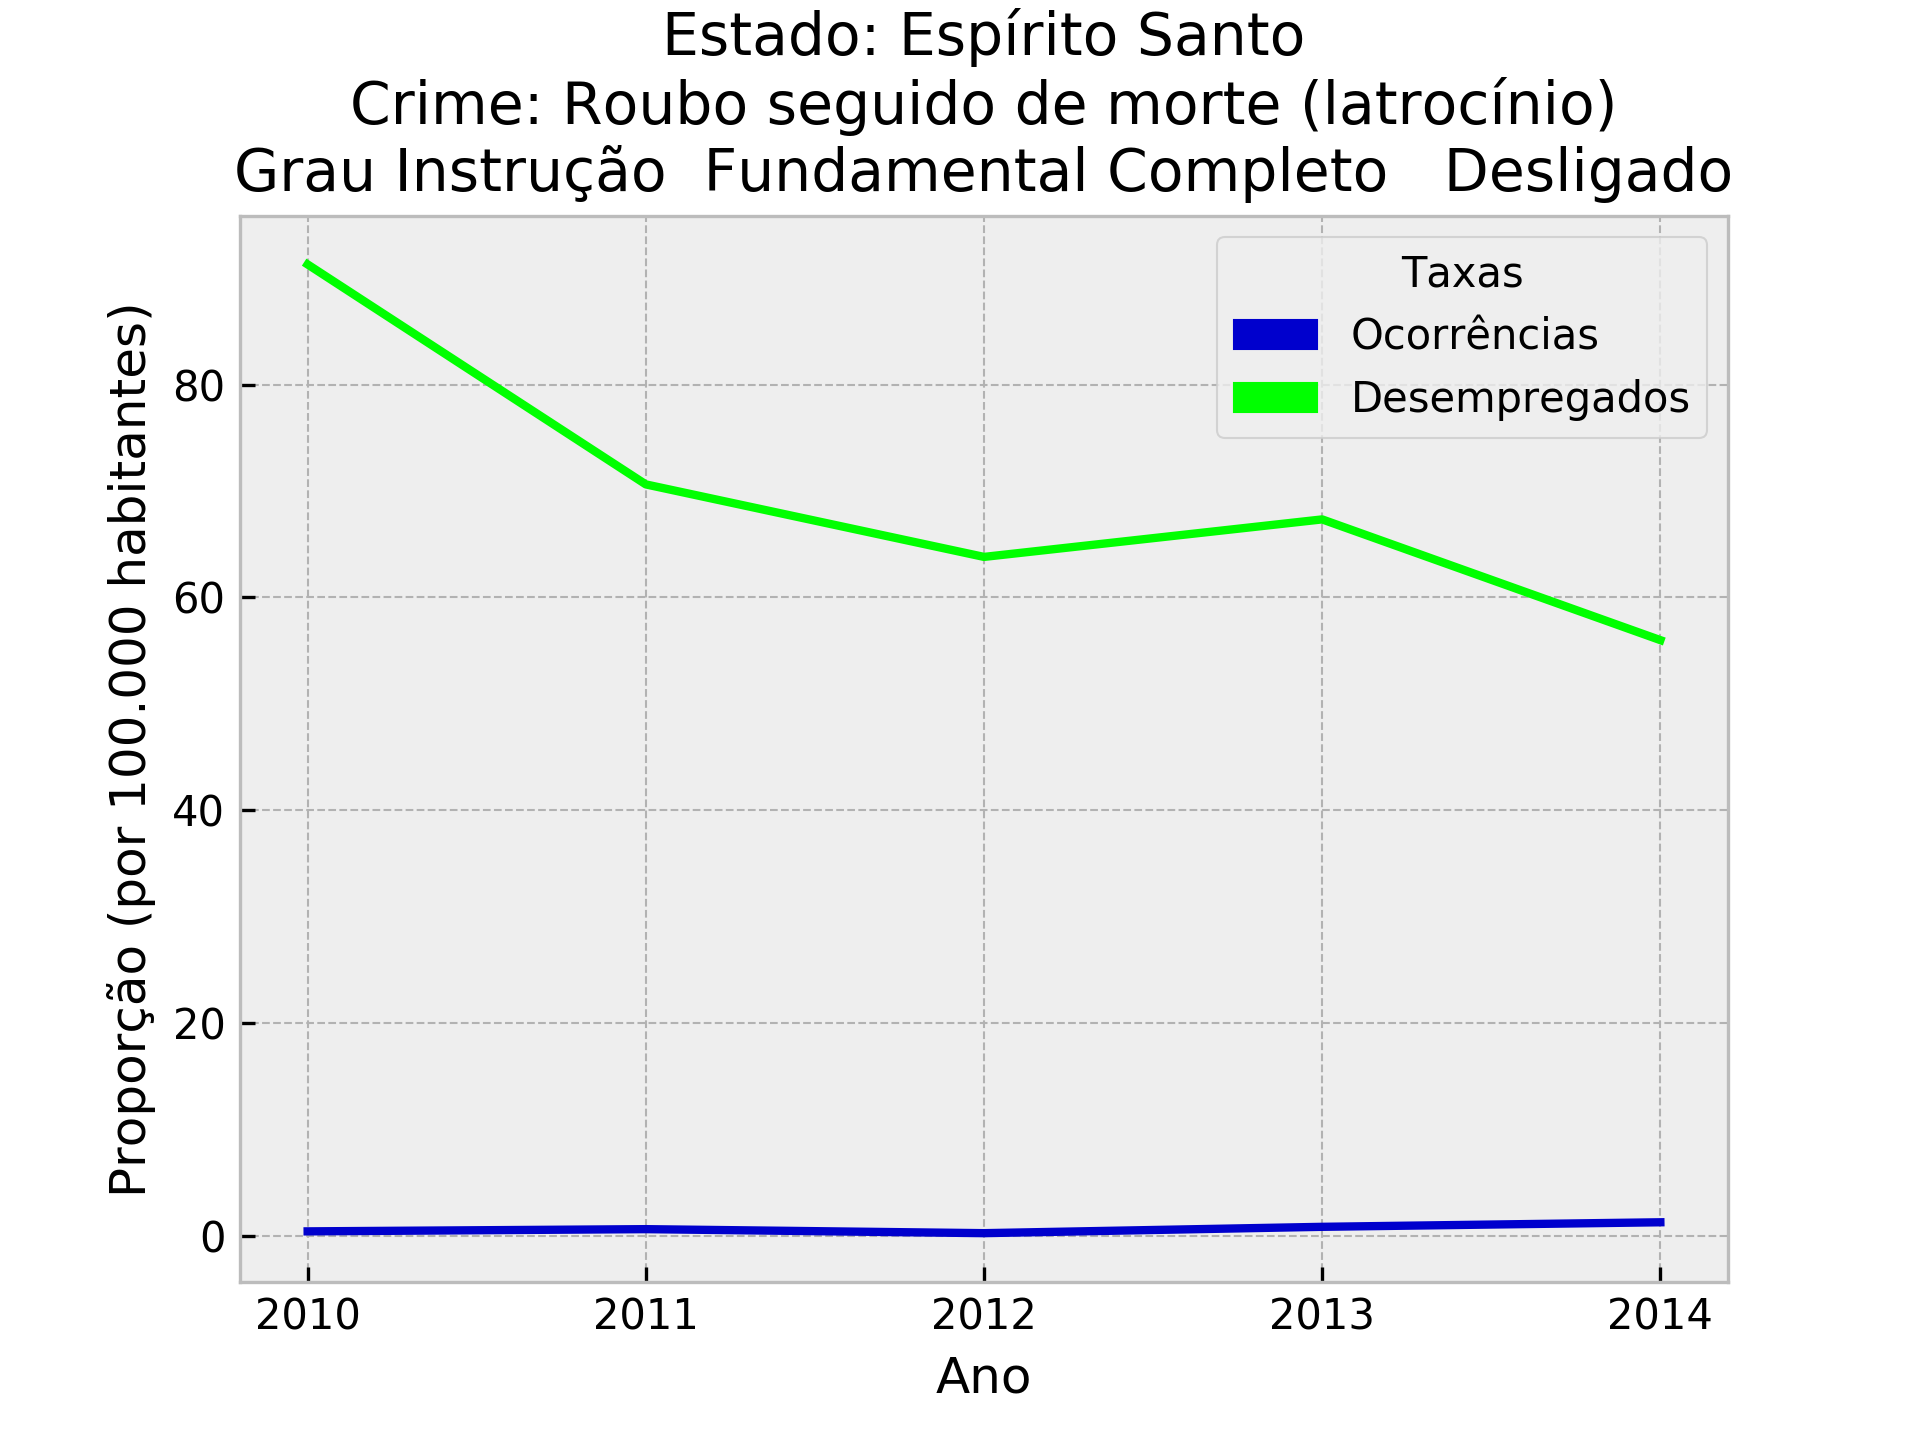 Estado: Espírito Santo
Crime: Roubo seguido de morte (latrocínio)
Grau Instrução  Fundamental Completo   Desligado
Taxas
Ocorrências
Desempregados
Proporção (por 100.000 habitantes)
80
60
40
20
0
2010 2011 2012 2013 2014
Ano